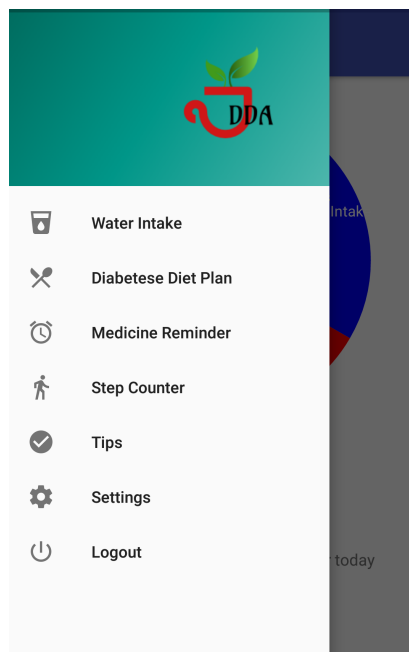 DDA
Water Intake
Diabetese Diet Plan
Medicine Reminder
Step Counter
Tips
Settings
Logout
Intak
today